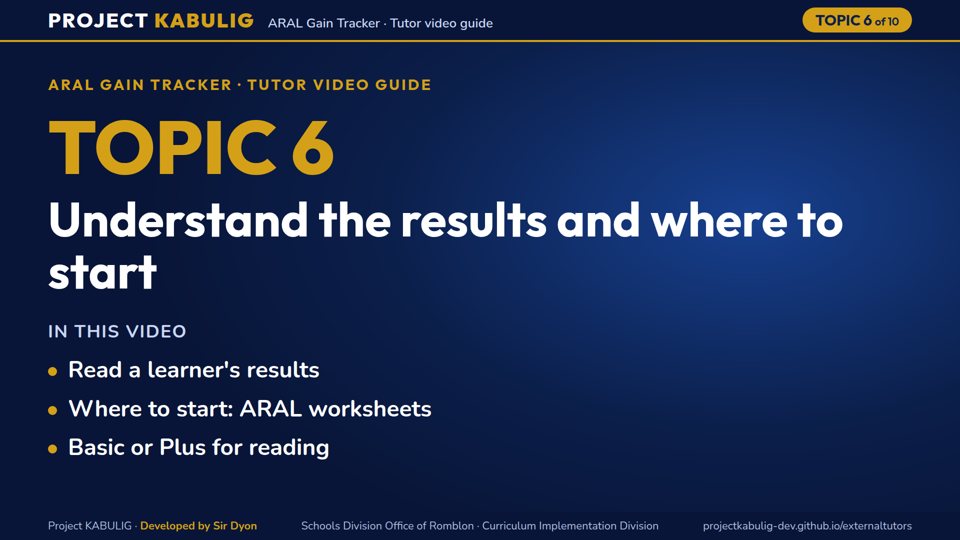 PROJECT KABULIG ARAL Gain Tracker · Tutor video guide TOPIC 6 of 10
ARAL GAIN TRACKER · TUTOR VIDEO GUIDE
TOPIC 6
Understand the results and where to
start
IN THIS VIDEO
Read a learner's results
Where to start: ARAL worksheets
Basic or Plus for reading
Project KABULIG · Developed by Sir Dyon Schools Division Office of Romblon · Curriculum Implementation Division projectkabulig-dev.github.io/externaltutors